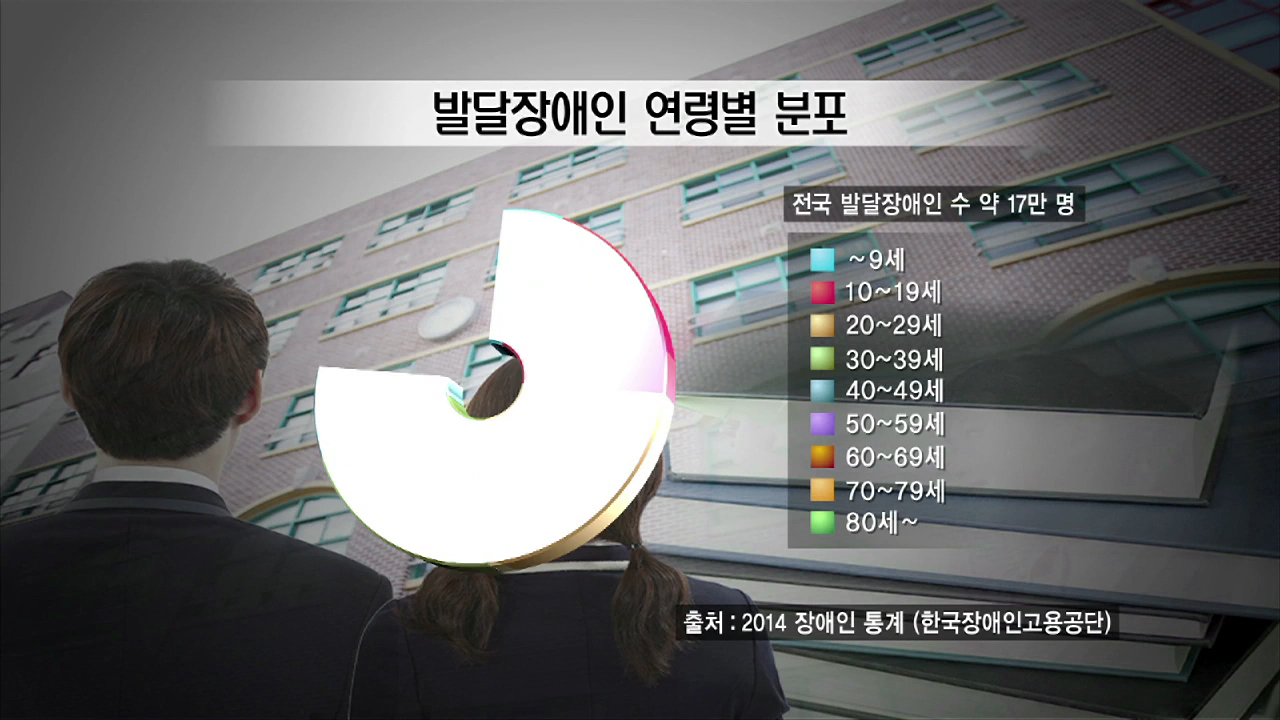 발달장애인 연령별 분포
전국 발달장애인 수 약 17만 명
~9세
10~19세
20~29세
30~39세
40~49세
50~59세
60~69세
70~79세
80세~
출처 : 2014 장애인 통계 (한국장애인고용공단)